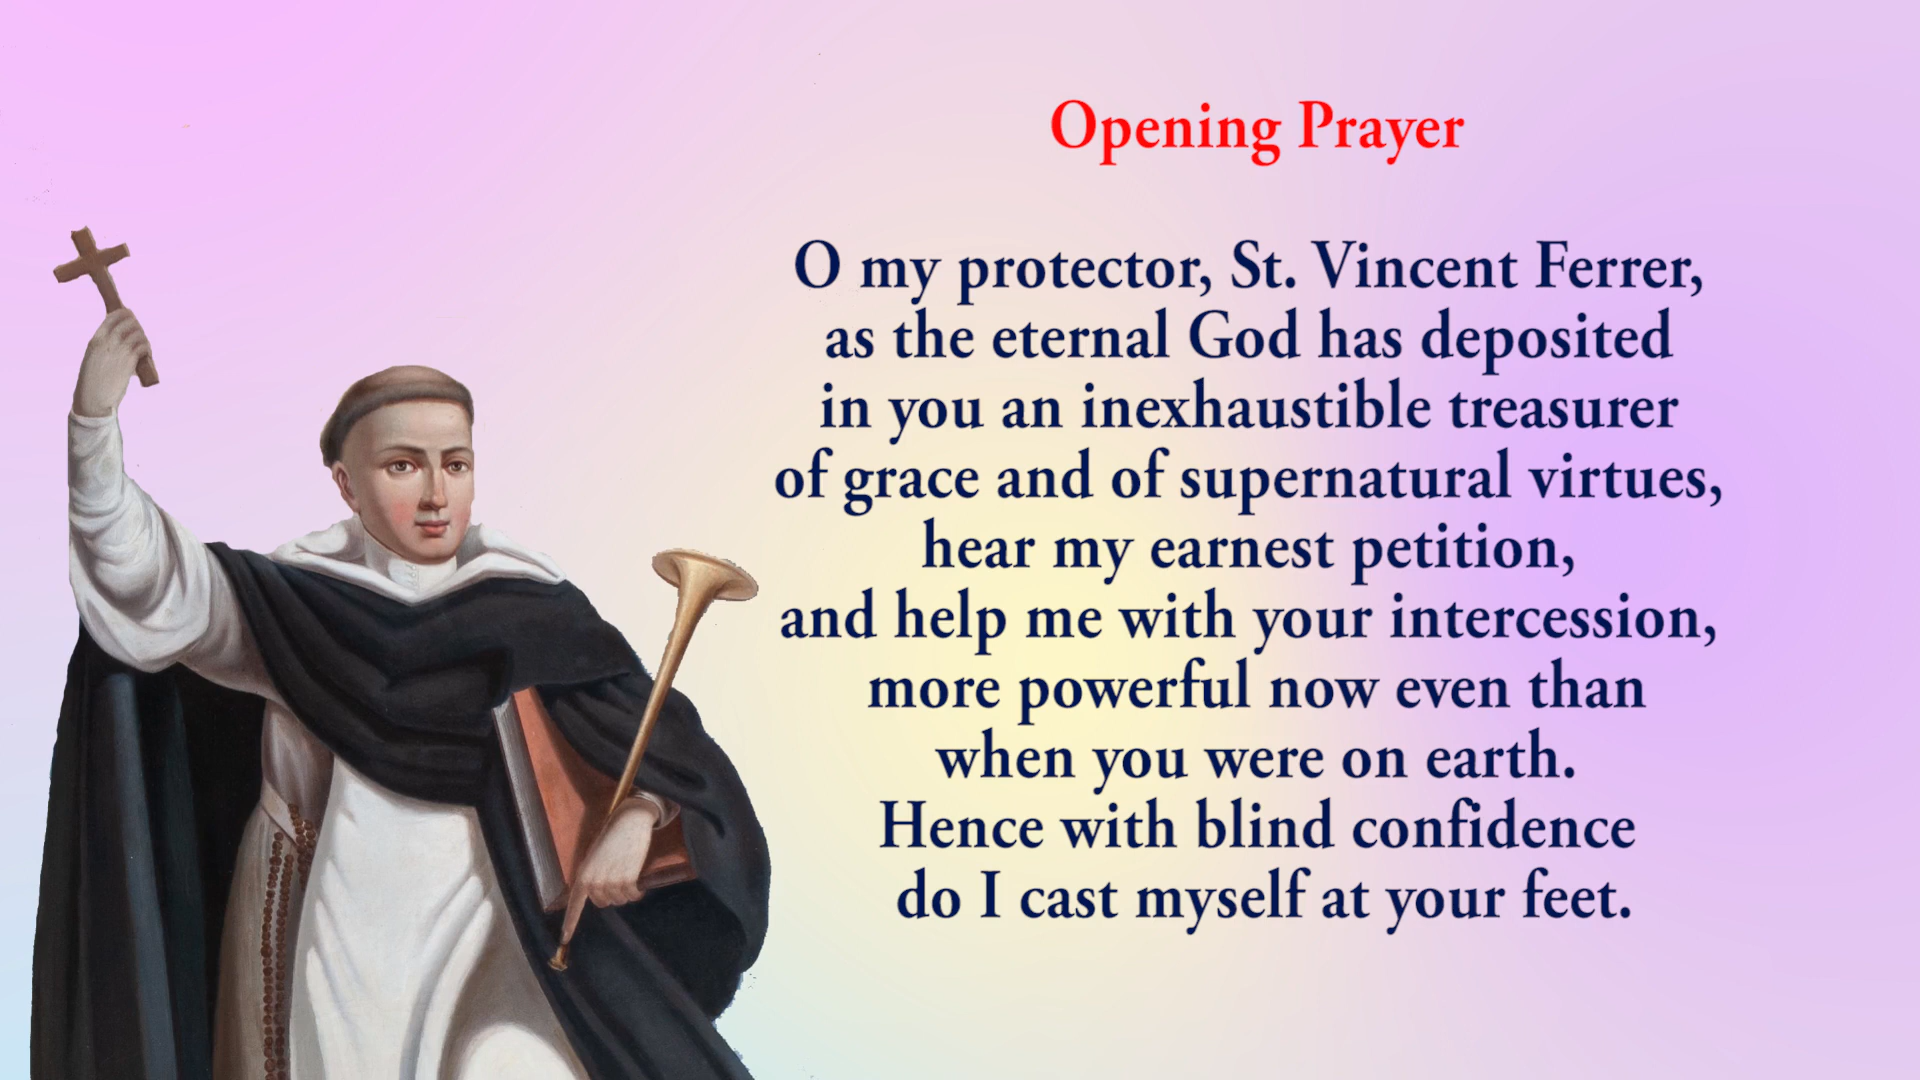 Opening Prayer
O my protector, St. Vincent Ferrer,
as the eternal God has deposited
in you an inexhaustible treasurer
of grace and of supernatural virtues,
hear my earnest petition,
and help me with your intercession,
more powerful now even than
when you were on earth.
Hence with blind confidence
do I cast myself at your feet.